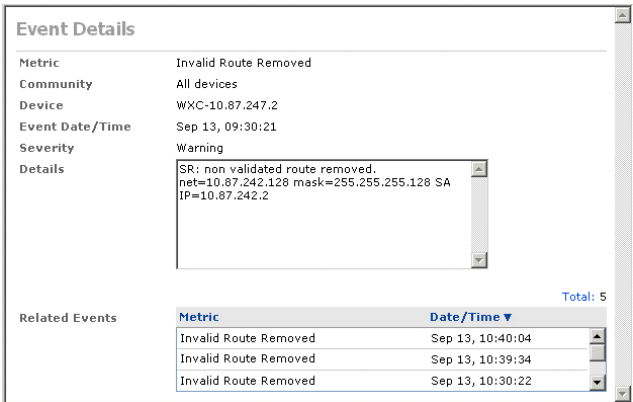 Event Details
Metric Invalid Route Removed
Community All devices
Device WXC-10.87.247.2
Event Date/Time Sep 13, 09:30:21
Severity Warning
Details SR: non validated route removed.
net=10.87.242.128 mask=255.255.255.128 SA
IP=10.87.242.2
Total: 5
Related Events Metric Date/Time ▼
Invalid Route Removed Sep 13, 10:40:04
Invalid Route Removed Sep 13, 10:39:34
Invalid Route Removed Sep 13, 10:30:22